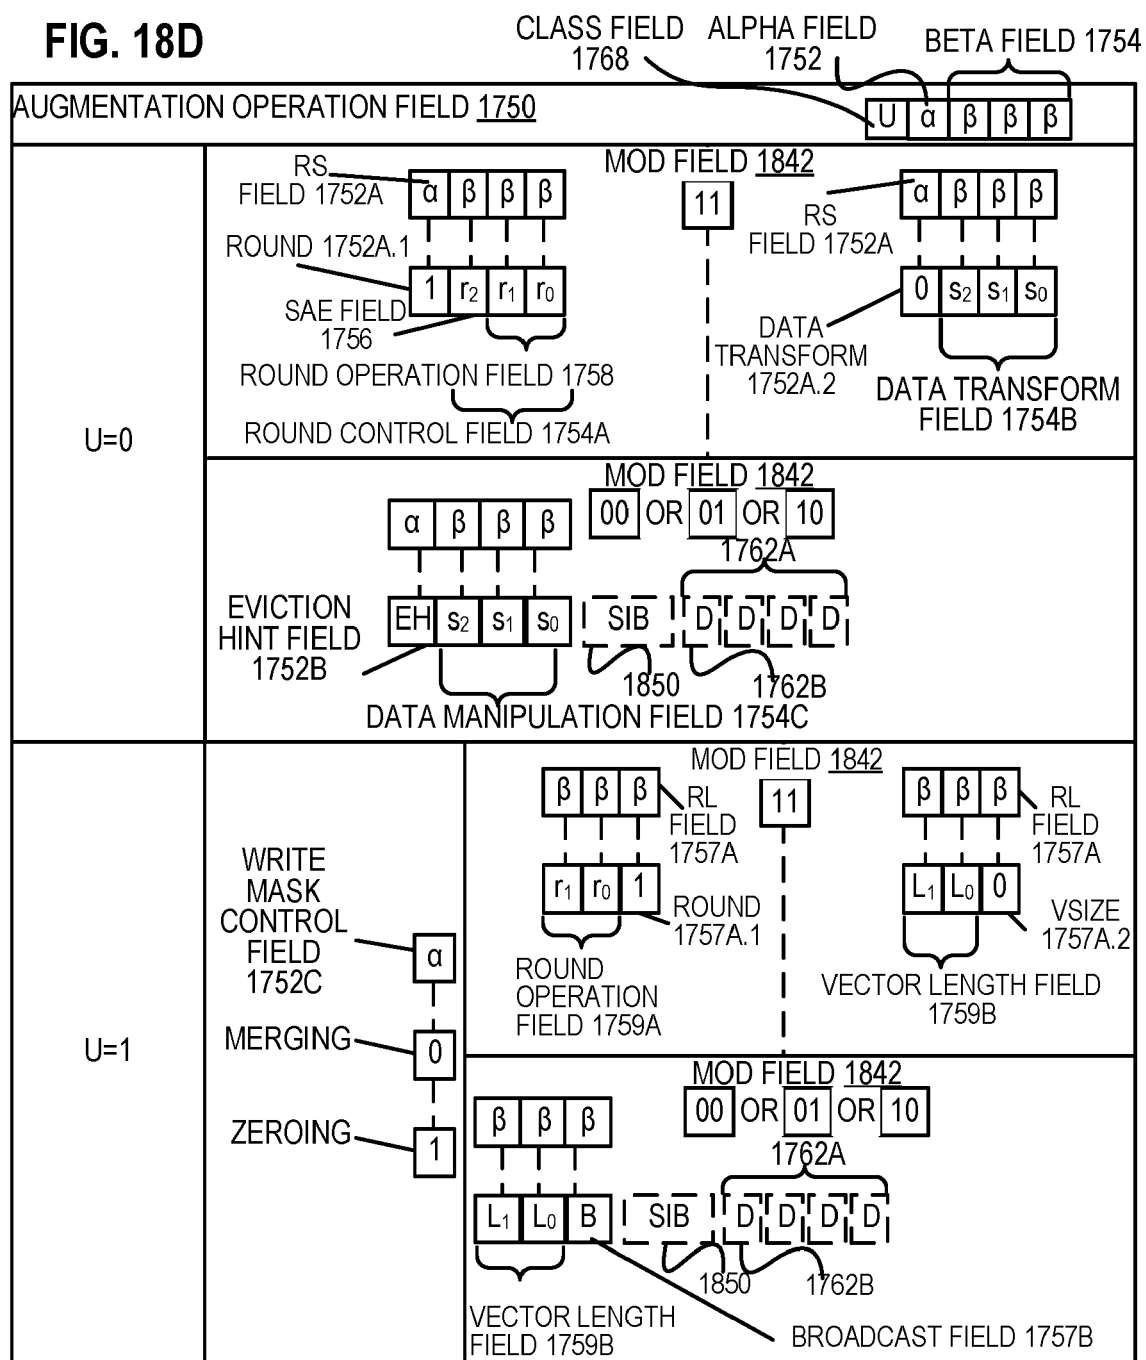 FIG. 18D
CLASS FIELD
1768
ALPHA FIELD
1752
BETA FIELD 1754
AUGMENTATION OPERATION FIELD 1750
U α β β β
U=0
MOD FIELD 1842
11
RS
FIELD 1752A
α β β β
ROUND 1752A.1
1 r2 r1 r0
SAE FIELD
1756
ROUND OPERATION FIELD 1758
ROUND CONTROL FIELD 1754A
α β β β
RS
FIELD 1752A
0 s2 s1 s0
DATA
TRANSFORM
1752A.2
DATA TRANSFORM
FIELD 1754B
MOD FIELD 1842
00 OR 01 OR 10
α β β β
1762A
EVICTION
HINT FIELD
1752B
EH s2 s1 s0
SIB
D D D D
1850
1762B
DATA MANIPULATION FIELD 1754C
U=1
WRITE
MASK
CONTROL
FIELD
1752C
α
MERGING
0
ZEROING
1
MOD FIELD 1842
11
β β β
RL
FIELD
1757A
r1 r0 1
ROUND
1757A.1
ROUND
OPERATION
FIELD 1759A
β β β
RL
FIELD
1757A
L1 L0 0
VSIZE
1757A.2
VECTOR LENGTH FIELD
1759B
MOD FIELD 1842
00 OR 01 OR 10
β β β
1762A
L1 L0 B
SIB
D D D D
1850
1762B
VECTOR LENGTH
FIELD 1759B
BROADCAST FIELD 1757B